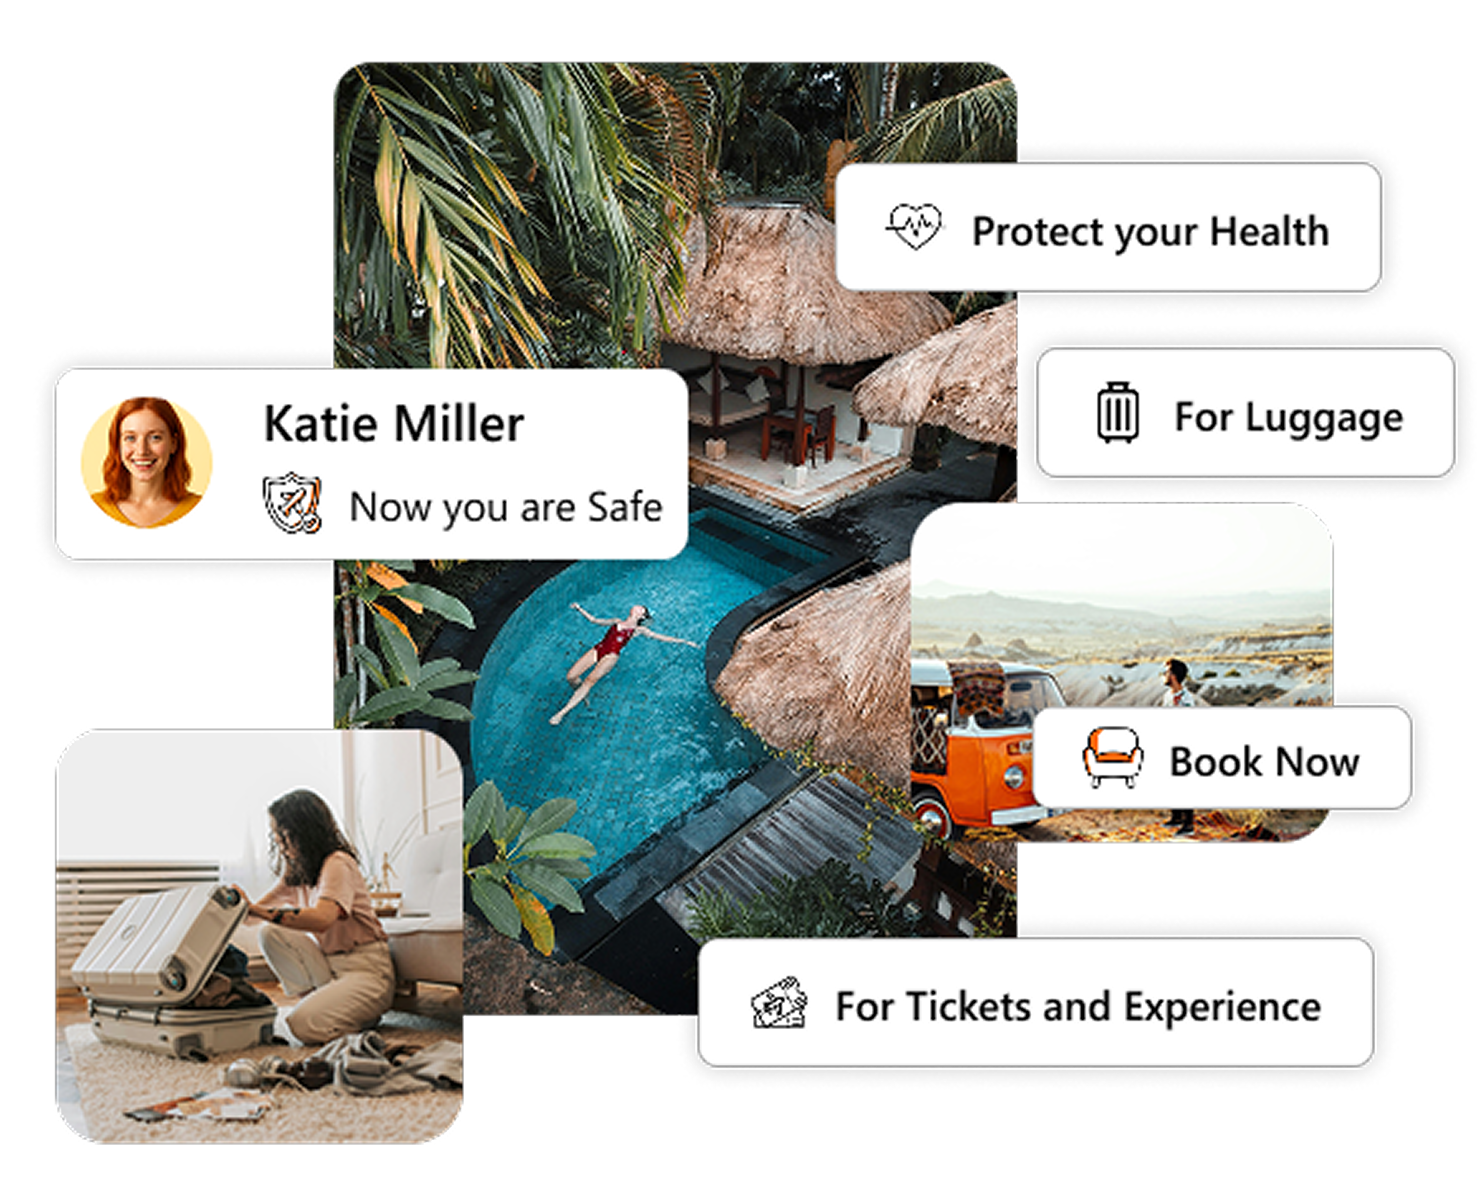 Protect your Health
For Luggage
Katie Miller
Now you are Safe
Book Now
For Tickets and Experience